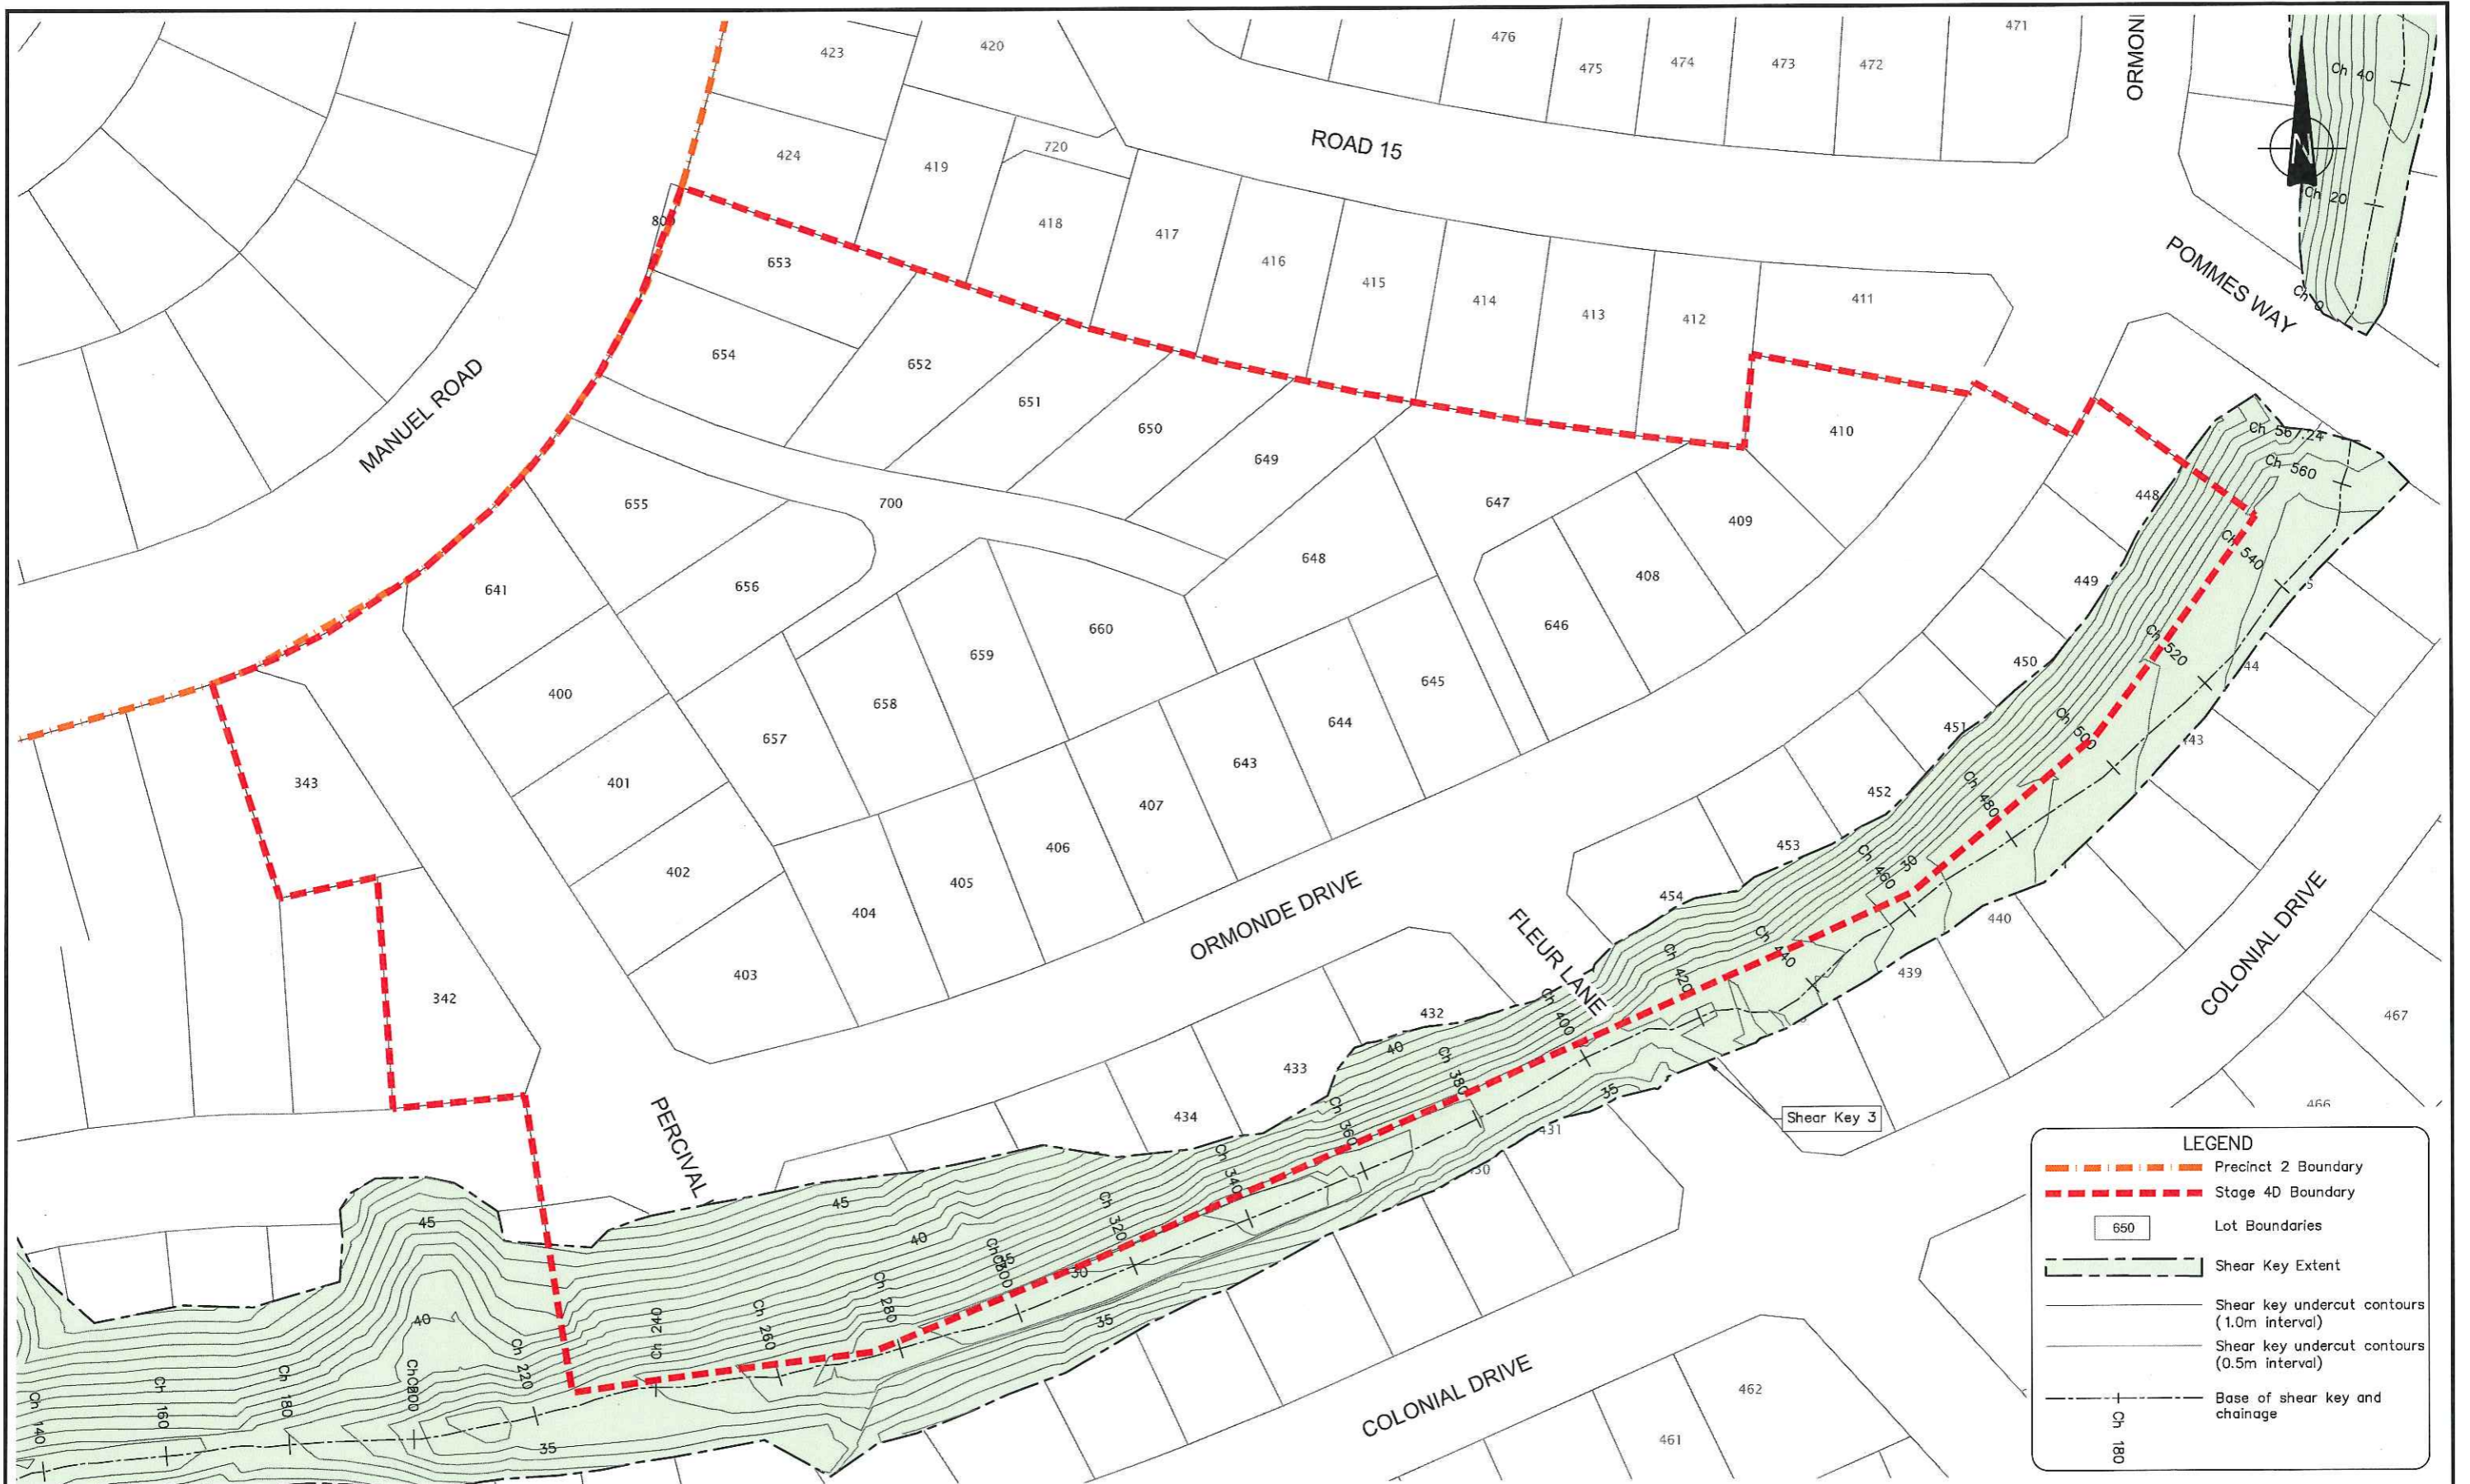 423
420
476
475
474
473
472
471
ORMON
Ch 40
424
419
720
ROAD 15
Ch 20
418
417
653
416
415
414
413
412
411
POMMES WAY
Ch 0
654
652
651
650
649
410
MANUEL ROAD
655
700
648
647
409
448
Ch 567.24
Ch 560
Ch 540
641
656
408
449
400
659
660
646
658
645
450
Ch 520
44
657
644
451
Ch 500
343
401
407
643
452
Ch 480
43
402
406
453
Ch 460
30
404
405
454
440
403
ORMONDE DRIVE
FLEUR LANE
Ch 440
Ch 420
439
COLONIAL DRIVE
342
432
Ch 400
467
433
40
Ch 380
35
466
PERCIVAL
434
Ch 360
431
Shear Key 3
45
45
40
Ch 340
Ch 320
Ch 300
30
40
Ch 280
35
Ch 260
Ch 240
Ch 220
Ch 180
Ch 160
Ch 140
35
COLONIAL DRIVE
462
461
LEGEND
Precinct 2 Boundary
Stage 4D Boundary
650
Lot Boundaries
Shear Key Extent
Shear key undercut contours
(1.0m interval)
Shear key undercut contours
(0.5m interval)
Base of shear key and
chainage
Ch 180